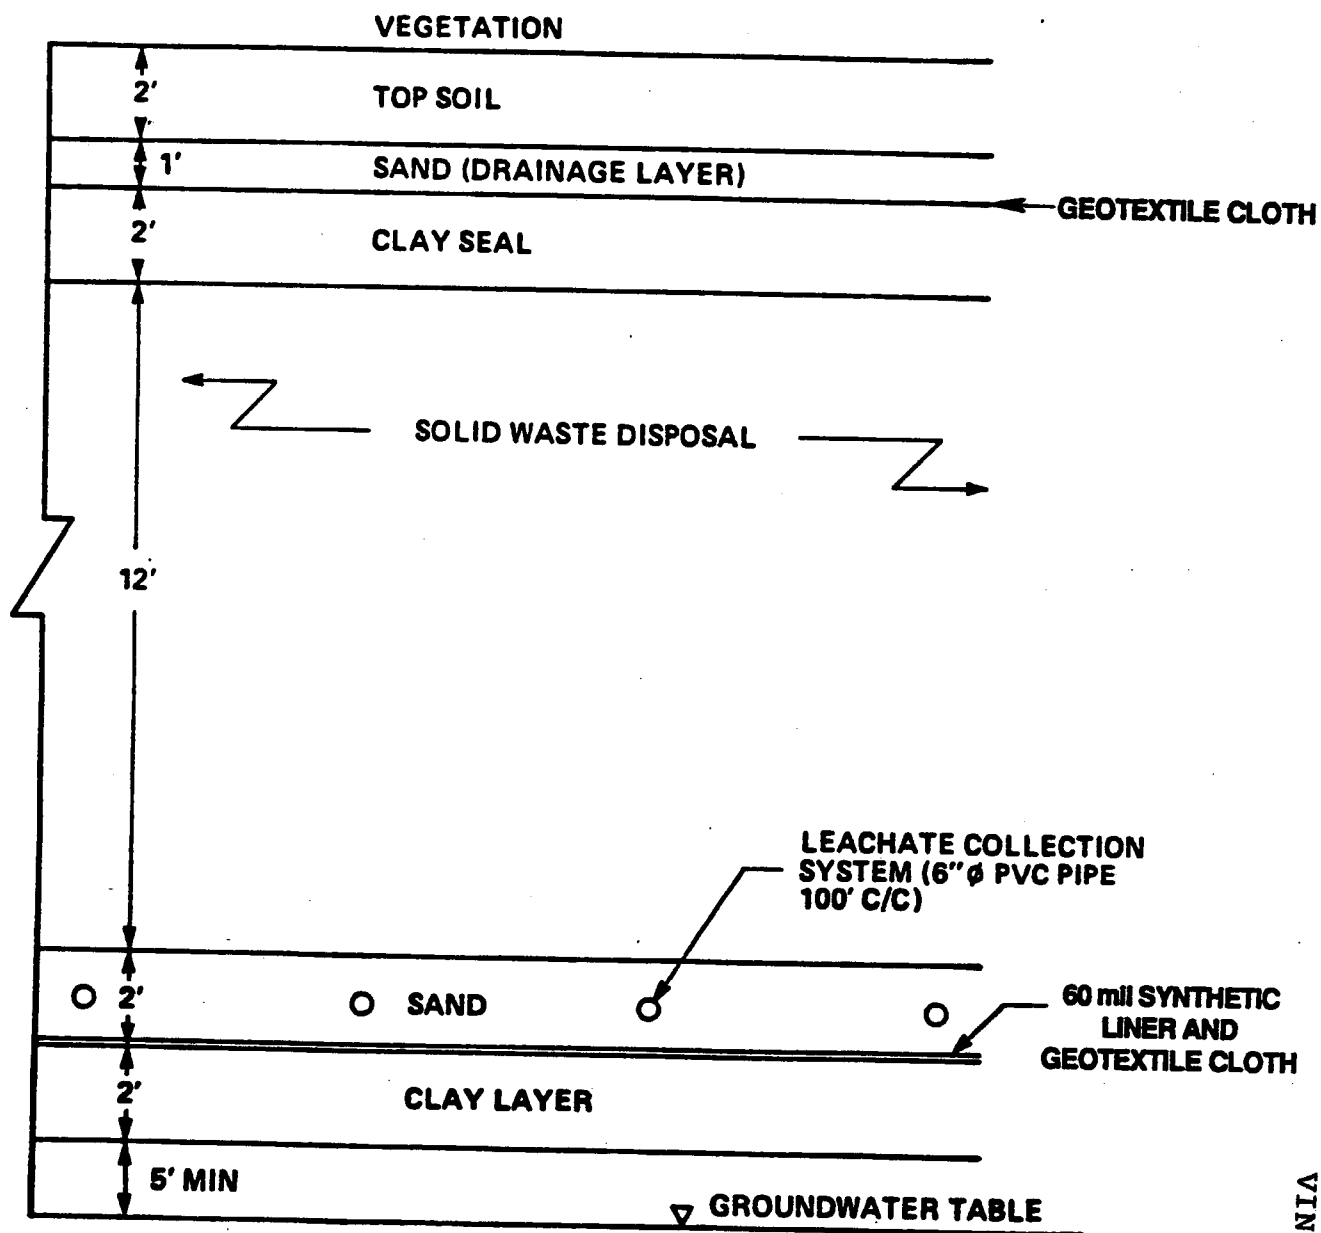 VEGETATION
2'
TOP SOIL
1'
SAND (DRAINAGE LAYER)
GEOTEXTILE CLOTH
2'
CLAY SEAL
SOLID WASTE DISPOSAL
12'
LEACHATE COLLECTION
SYSTEM (6"ϕ PVC PIPE
100' C/C)
2'
SAND
60 mil SYNTHETIC
LINER AND
GEOTEXTILE CLOTH
2'
CLAY LAYER
5' MIN
GROUNDWATER TABLE
VIN